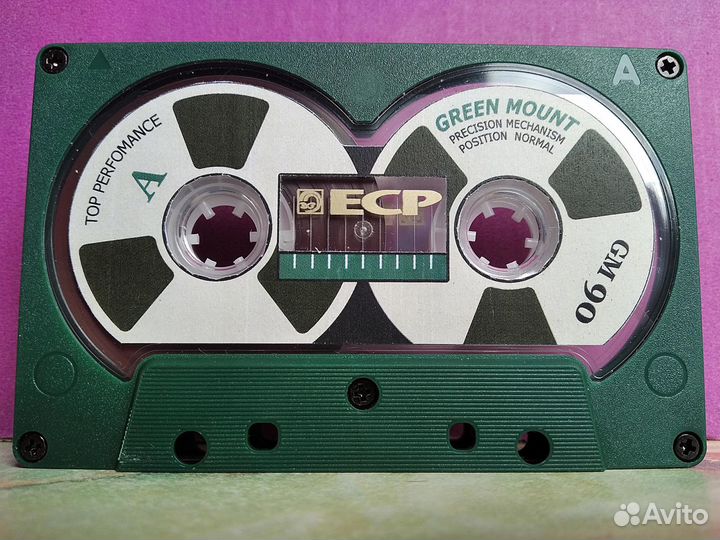 A
TOP PERFOMANCE
A
GREEN MOUNT
PRECISION MECHANISM
POSITION NORMAL
ECP
GM 90
Avito